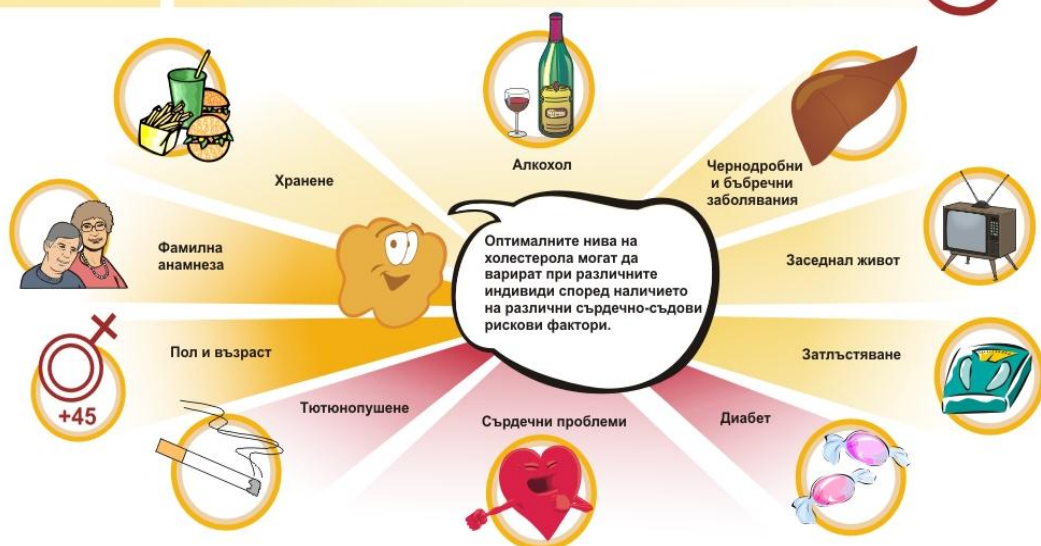 Алкохол
Чернодробни
и бъбречни
заболявания
Хранене
Фамилна
анамнеза
Оптималните нива на
холестерола могат да
варират при различните
индивиди според наличието
на различни сърдечно-съдови
рискови фактори.
Заседнал живот
Пол и възраст
+45
Затлъстяване
Тютюнопушене
Сърдечни проблеми
Диабет